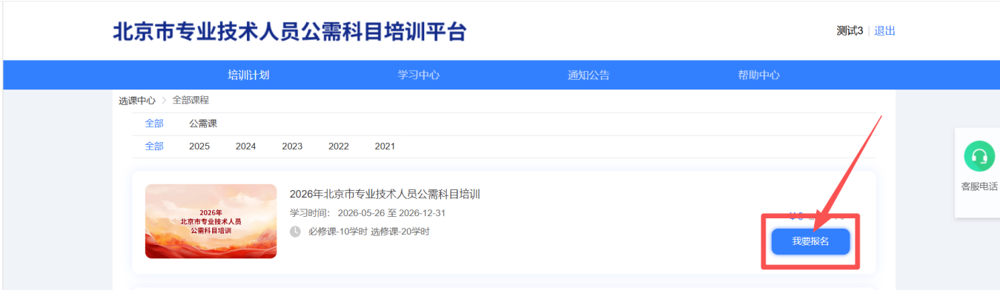 北京市专业技术人员公需科目培训平台
测试3 | 退出
培训计划 学习中心 通知公告 帮助中心
选课中心 > 全部课程
全部 公需课
全部 2025 2024 2023 2022 2021
2026年
北京市专业技术人员
公需科目培训
2026年北京市专业技术人员公需科目培训
学习时间： 2026-05-26 至 2026-12-31
必修课-10学时 选修课-20学时
我要报名
客服电话